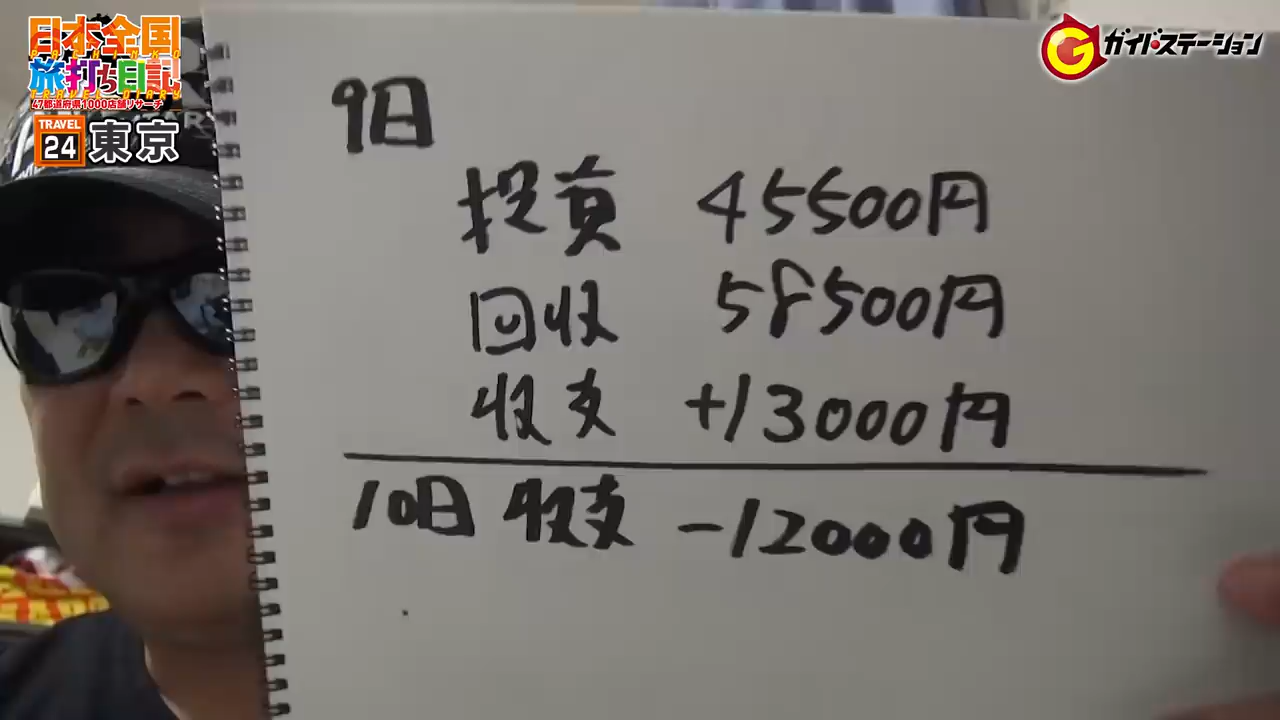 日本全国
PACHINKO
旅打ち日記
TRAVEL DIARY
47都道府県1000店舗リサーチ
TRAVEL
24 東京
G ガイドステーション
9日
投資 45500円
回収 58500円
収支 +13000円
10日 収支 -12000円